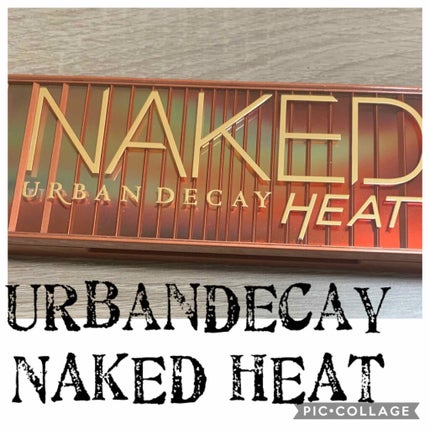 NAKED
URBAN DECAY
HEAT
URBANDECAY
NAKED HEAT
PIC•COLLAGE